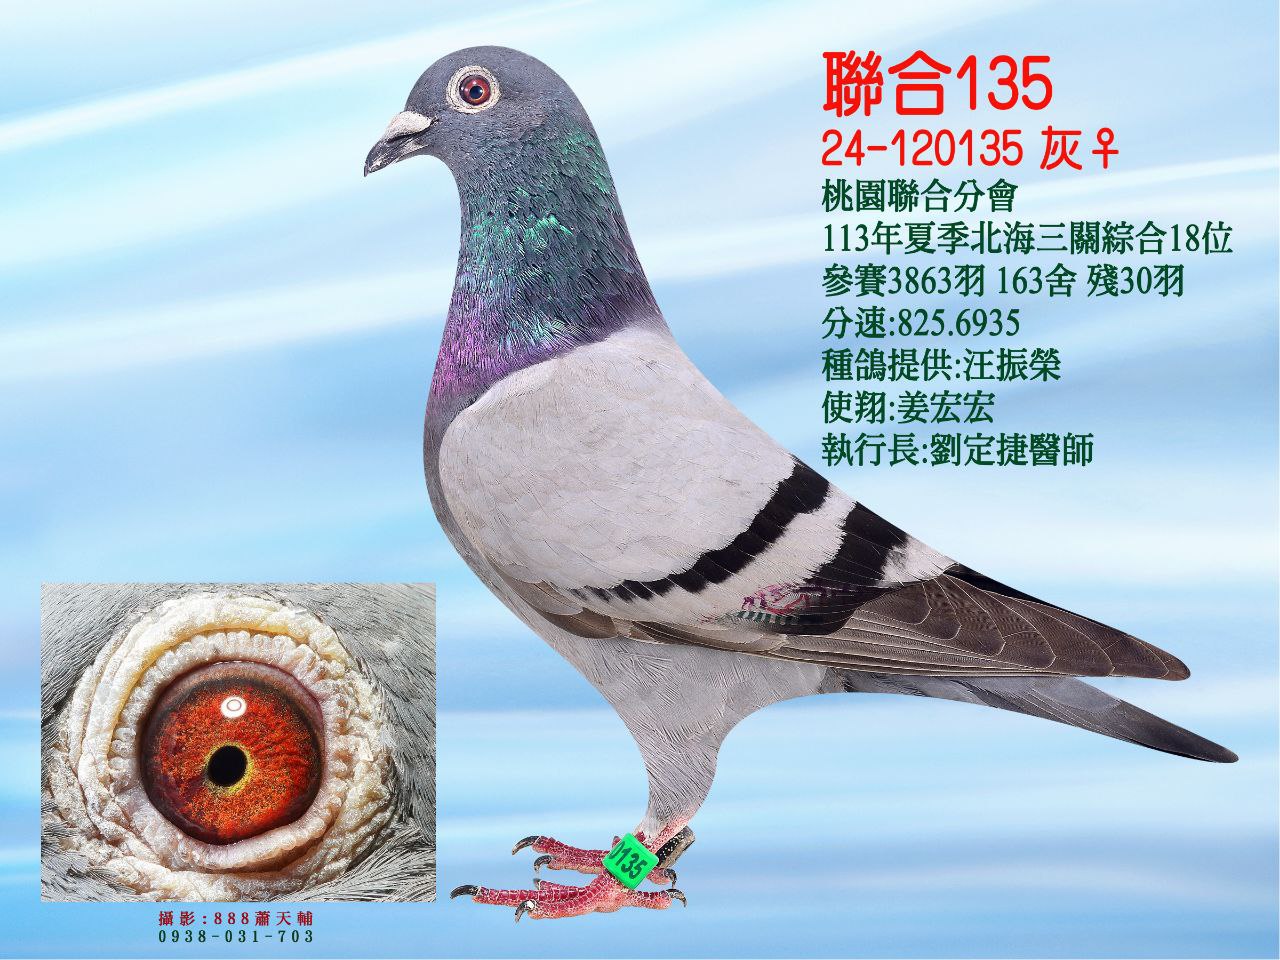 聯合135
24-120135 灰♀
桃園聯合分會
113年夏季北海三關綜合18位
參賽3863羽 163舍 殘30羽
分速:825.6935
種鴿提供:汪振榮
使翔:姜宏宏
執行長:劉定捷醫師
0135
攝影:888蕭天輔
0938-031-703